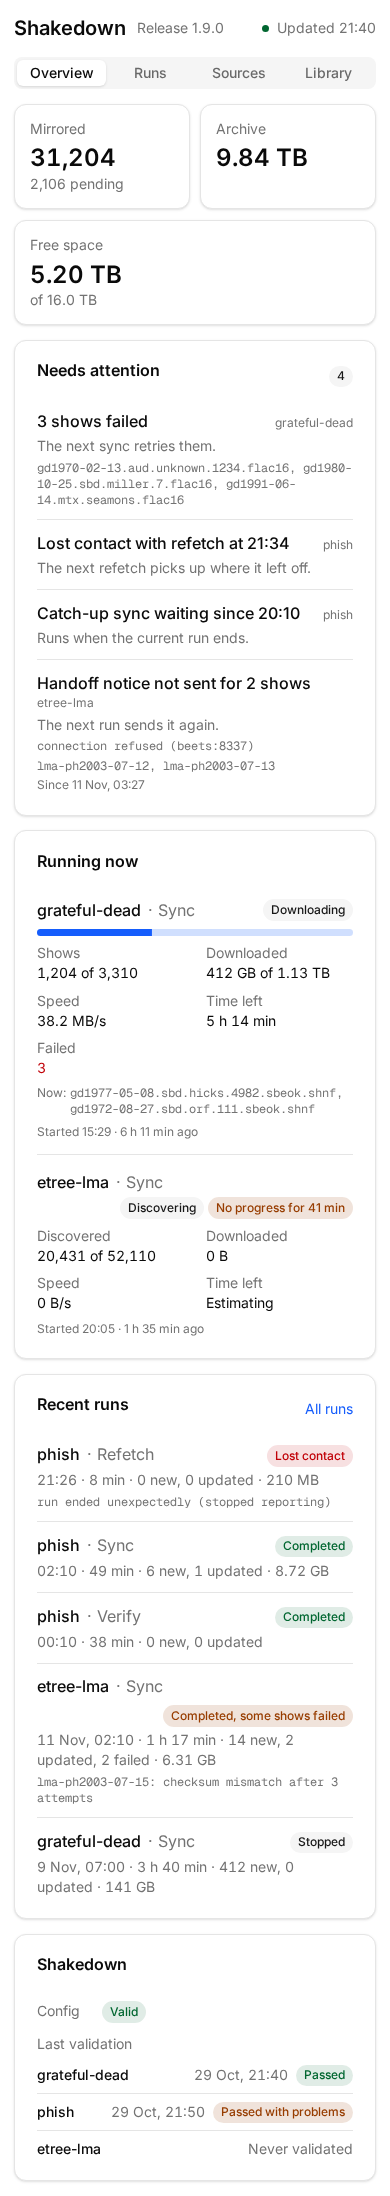 Shakedown Release 1.9.0 Updated 21:40
Overview Runs Sources Library
Mirrored
31,204
2,106 pending
Archive
9.84 TB
Free space
5.20 TB
of 16.0 TB
Needs attention 4
3 shows failed grateful-dead
The next sync retries them.
gd1970-02-13.aud.unknown.1234.flac16, gd1980-
10-25.sbd.miller.7.flac16, gd1991-06-
14.mtx.seamons.flac16
Lost contact with refetch at 21:34 phish
The next refetch picks up where it left off.
Catch-up sync waiting since 20:10 phish
Runs when the current run ends.
Handoff notice not sent for 2 shows
etree-lma
The next run sends it again.
connection refused (beets:8337)
lma-ph2003-07-12, lma-ph2003-07-13
Since 11 Nov, 03:27
Running now
grateful-dead · Sync Downloading
Shows Downloaded
1,204 of 3,310 412 GB of 1.13 TB
Speed Time left
38.2 MB/s 5 h 14 min
Failed
3
Now: gd1977-05-08.sbd.hicks.4982.sbeok.shnf,
gd1972-08-27.sbd.orf.111.sbeok.shnf
Started 15:29 · 6 h 11 min ago
etree-lma · Sync
Discovering No progress for 41 min
Discovered Downloaded
20,431 of 52,110 0 B
Speed Time left
0 B/s Estimating
Started 20:05 · 1 h 35 min ago
Recent runs All runs
phish · Refetch Lost contact
21:26 · 8 min · 0 new, 0 updated · 210 MB
run ended unexpectedly (stopped reporting)
phish · Sync Completed
02:10 · 49 min · 6 new, 1 updated · 8.72 GB
phish · Verify Completed
00:10 · 38 min · 0 new, 0 updated
etree-lma · Sync
Completed, some shows failed
11 Nov, 02:10 · 1 h 17 min · 14 new, 2
updated, 2 failed · 6.31 GB
lma-ph2003-07-15: checksum mismatch after 3
attempts
grateful-dead · Sync Stopped
9 Nov, 07:00 · 3 h 40 min · 412 new, 0
updated · 141 GB
Shakedown
Config Valid
Last validation
grateful-dead 29 Oct, 21:40 Passed
phish 29 Oct, 21:50 Passed with problems
etree-lma Never validated